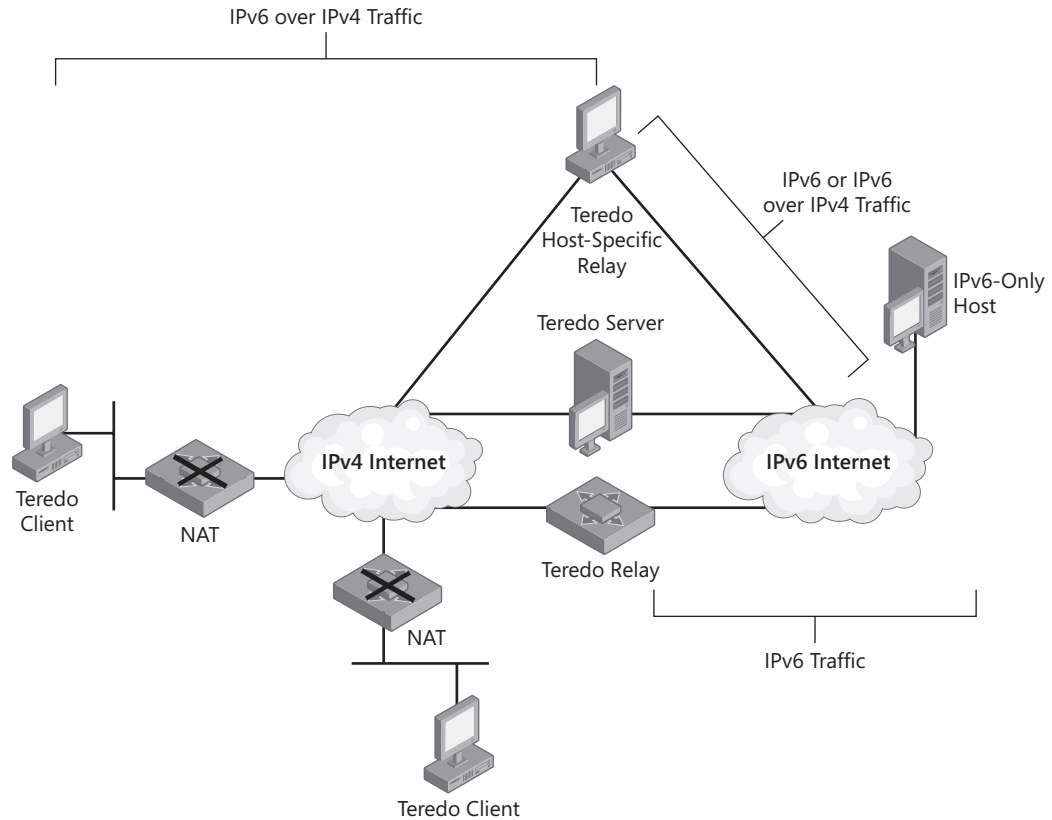 IPv6 over IPv4 Traffic
IPv6 or IPv6
over IPv4 Traffic
Teredo
Host-Specific
Relay
IPv6-Only
Host
Teredo Server
IPv4 Internet
IPv6 Internet
Teredo
Client
NAT
Teredo Relay
NAT
IPv6 Traffic
Teredo Client